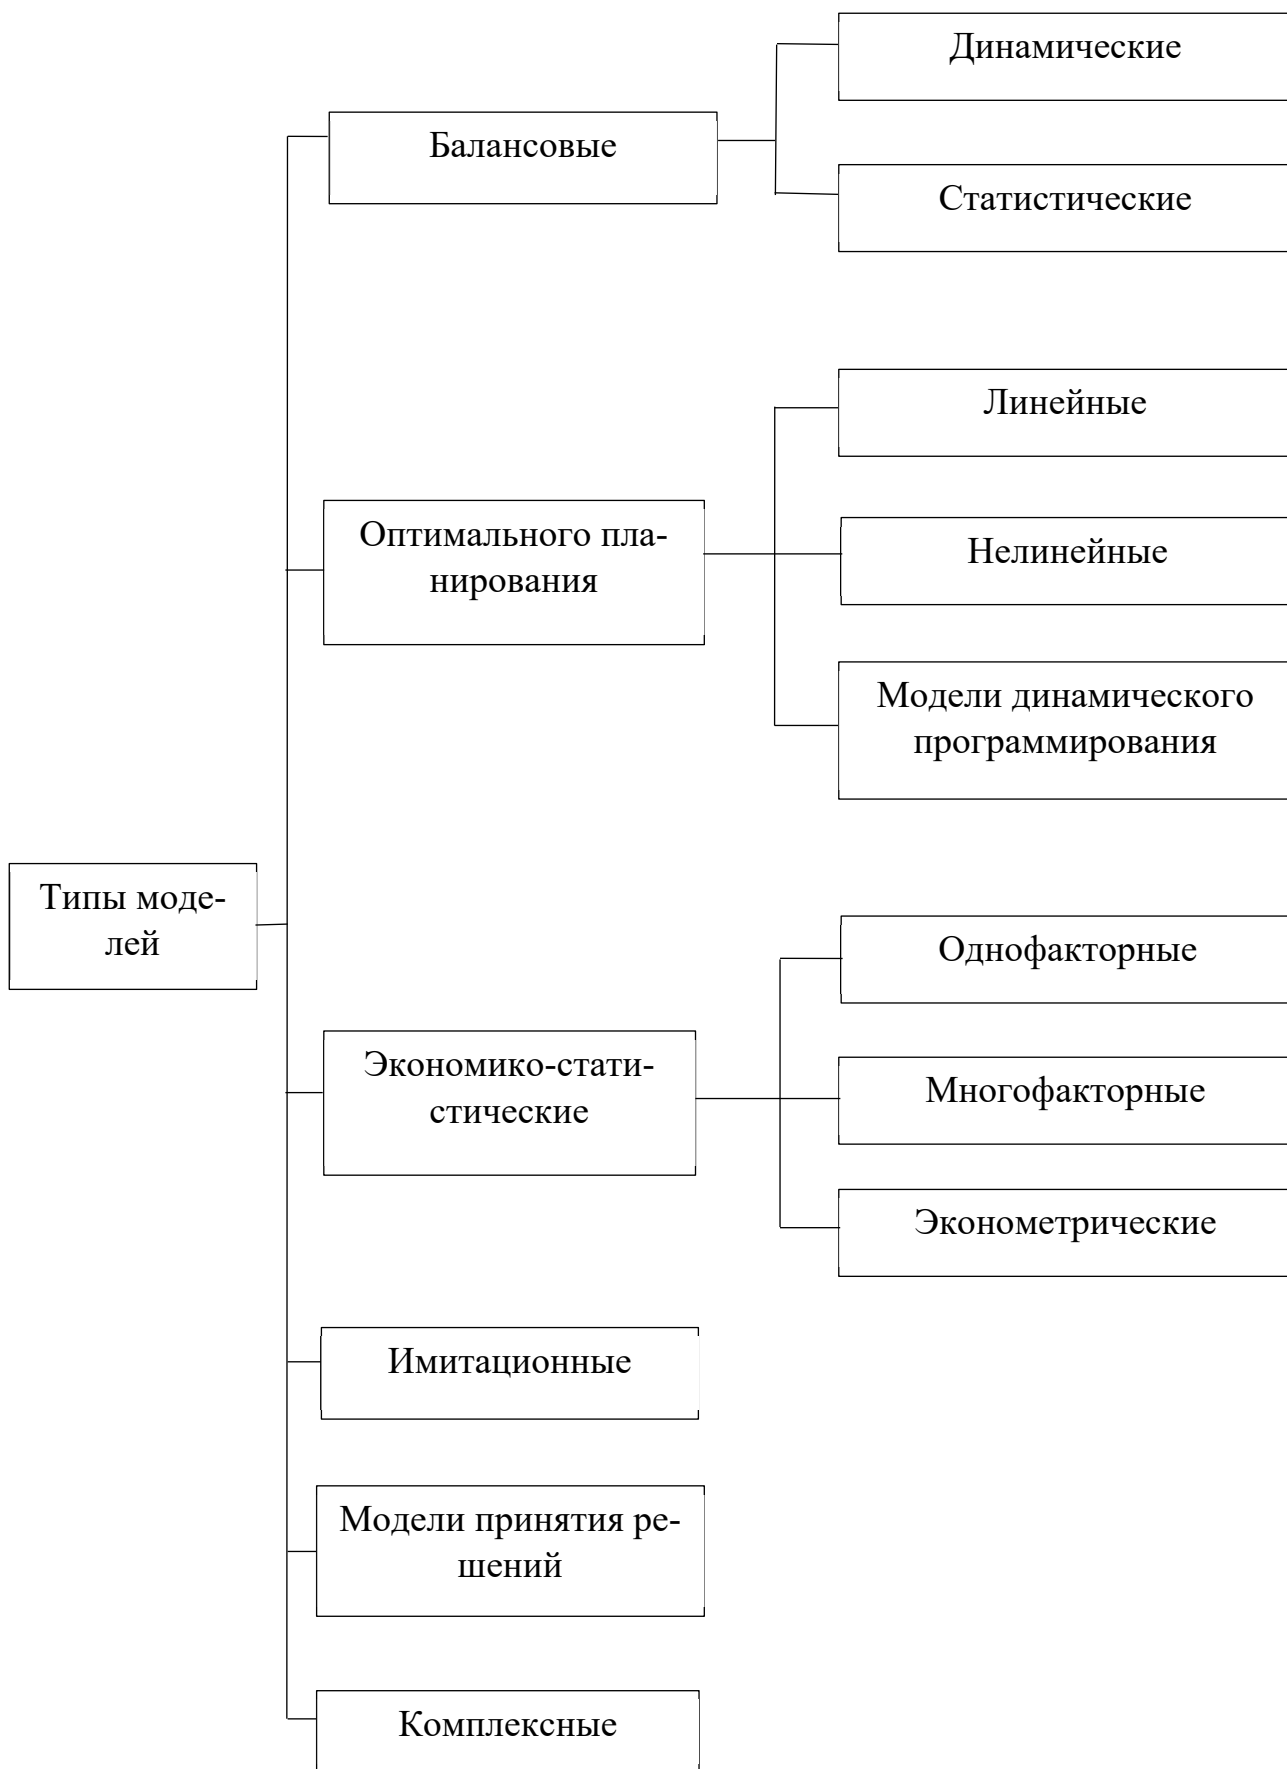 Динамические
Балансовые
Статистические
Линейные
Оптимального пла-
нирования
Нелинейные
Модели динамического
программирования
Типы моде-
лей
Однофакторные
Экономико-стати-
стические
Многофакторные
Эконометрические
Имитационные
Модели принятия ре-
шений
Комплексные